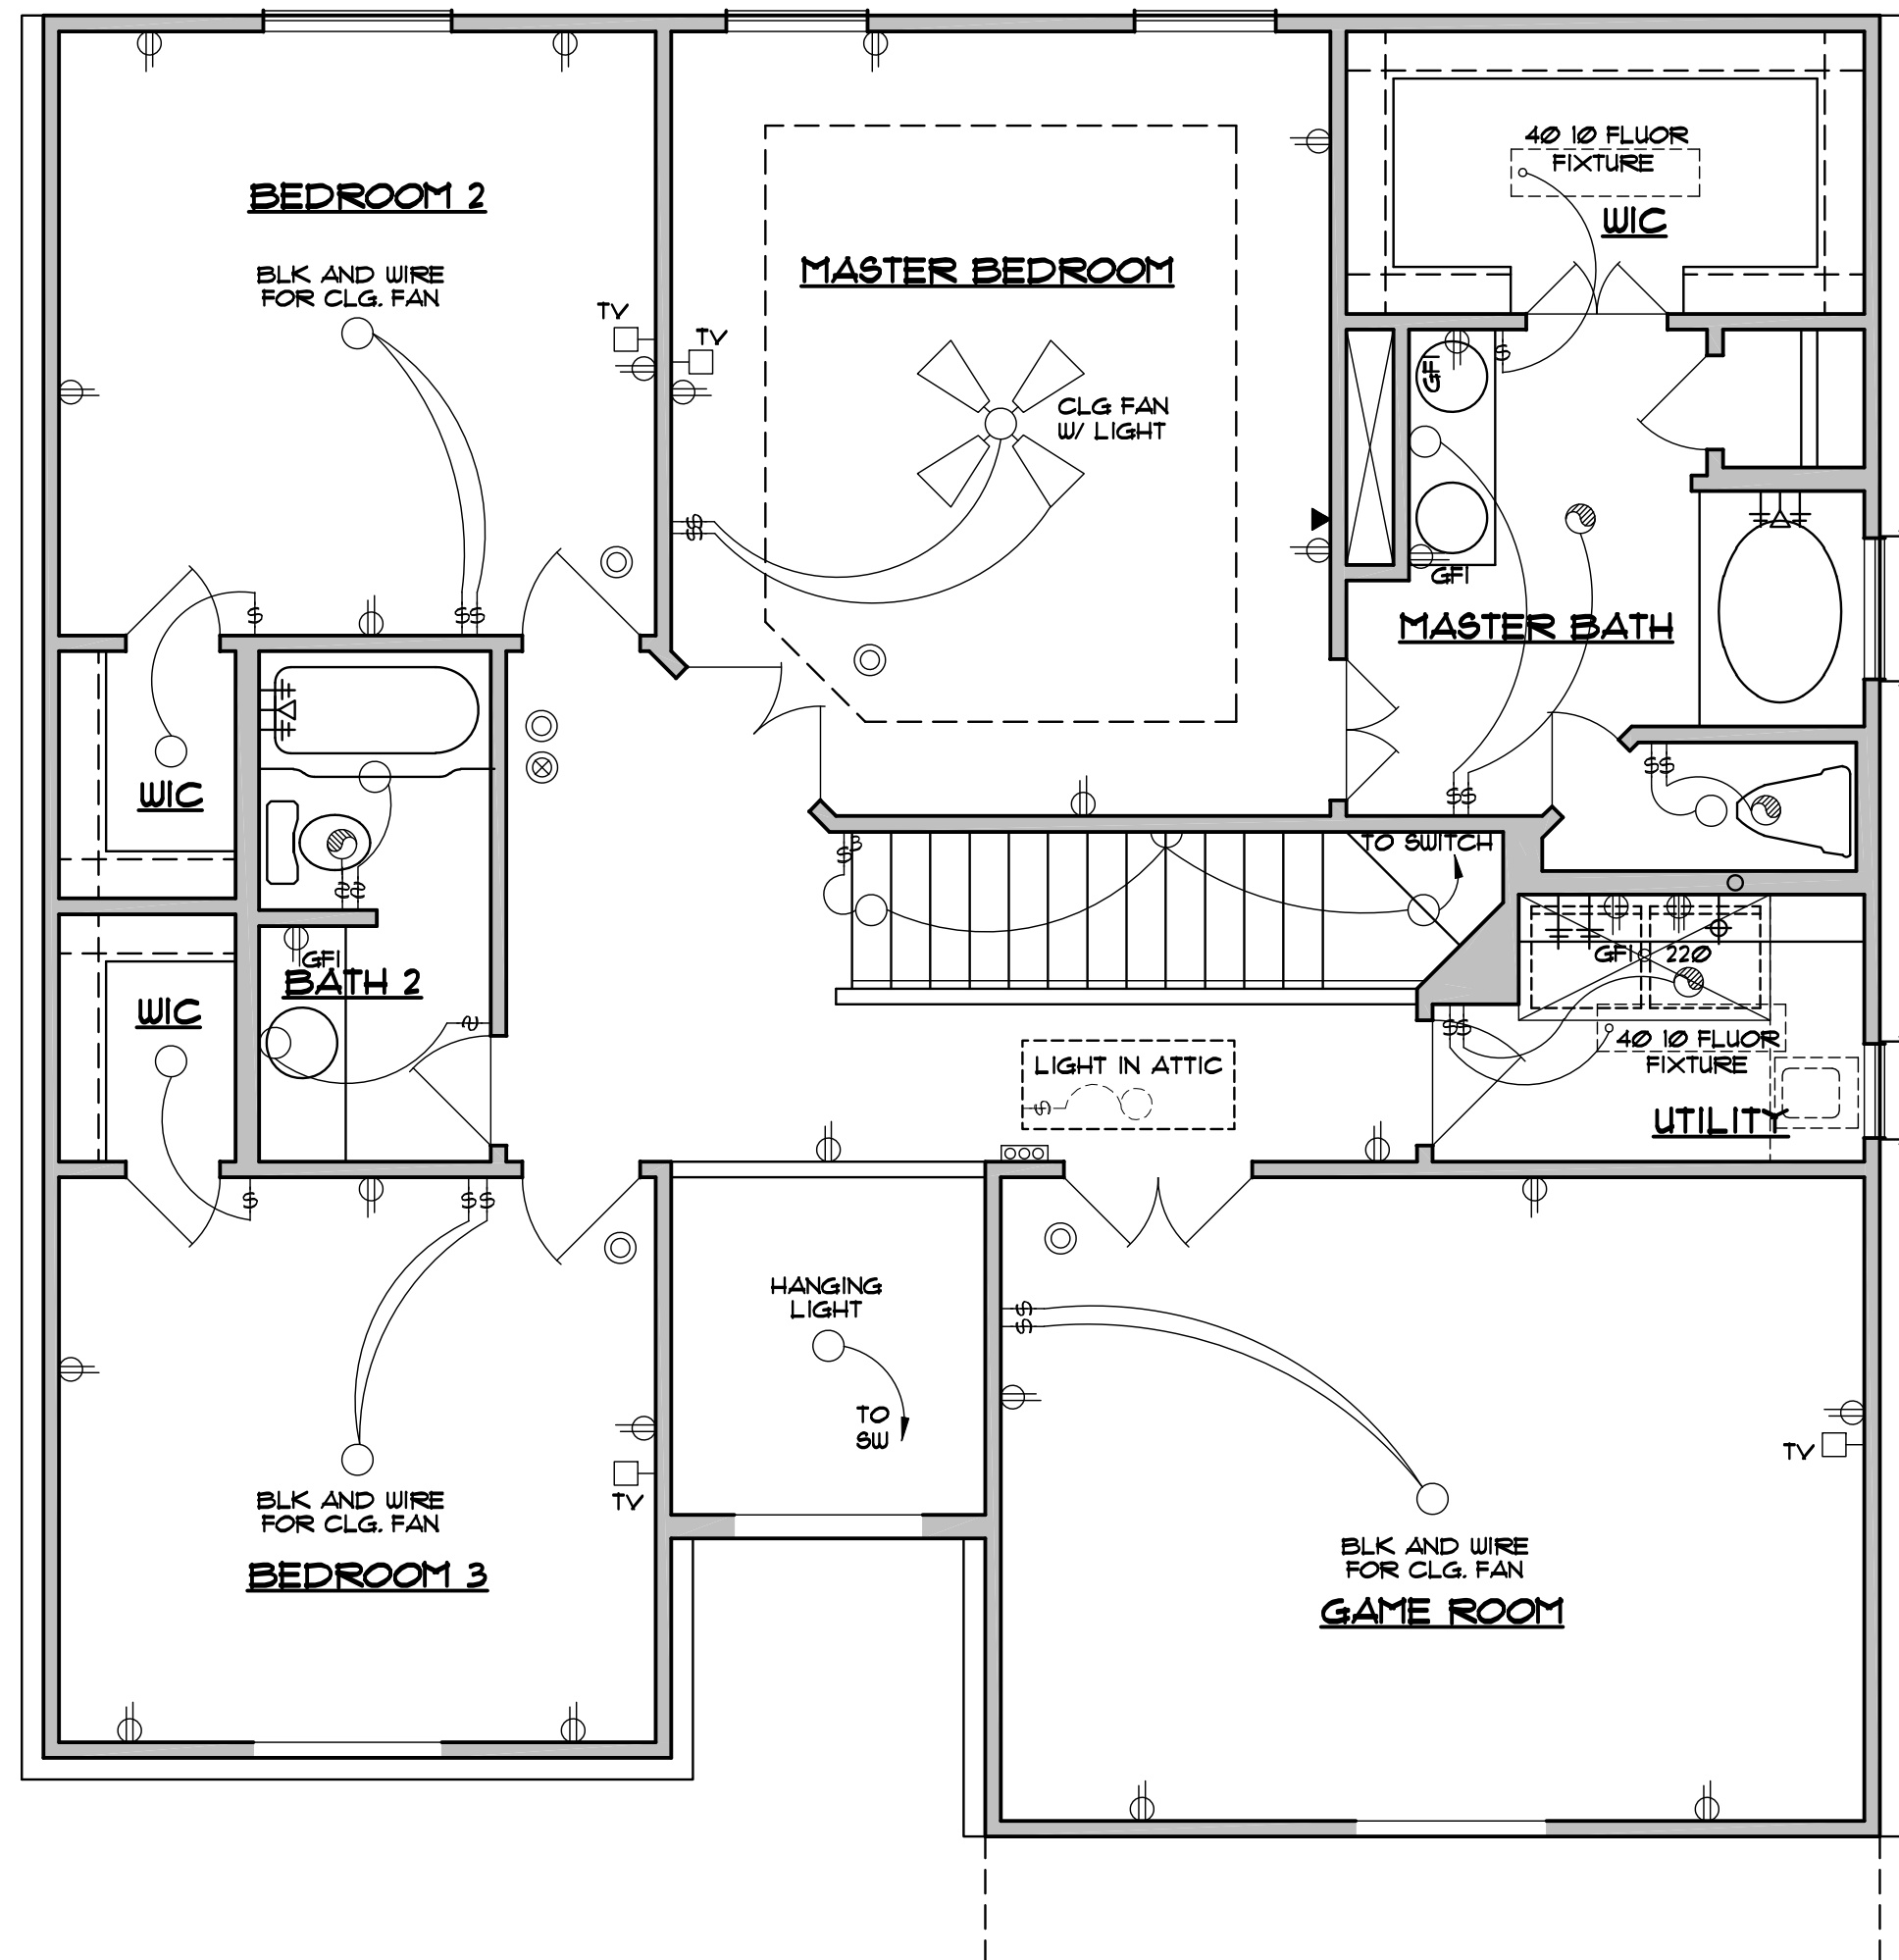 40 10 FLUOR
FIXTURE
WIC
BEDROOM 2
BLK AND WIRE
FOR CLG. FAN
TV
TV
MASTER BEDROOM
CLG FAN
W/ LIGHT
GFI
$
$
$
GFI
MASTER BATH
$
$$
WIC
$$
$$
$3
TO SWITCH
$$
GFI
BATH 2
WIC
$
GFI
220
$$
40 10 FLUOR
FIXTURE
UTILITY
LIGHT IN ATTIC
$
$
$$
HANGING
LIGHT
TO
SW
$
$
TV
TV
BLK AND WIRE
FOR CLG. FAN
BEDROOM 3
BLK AND WIRE
FOR CLG. FAN
GAME ROOM